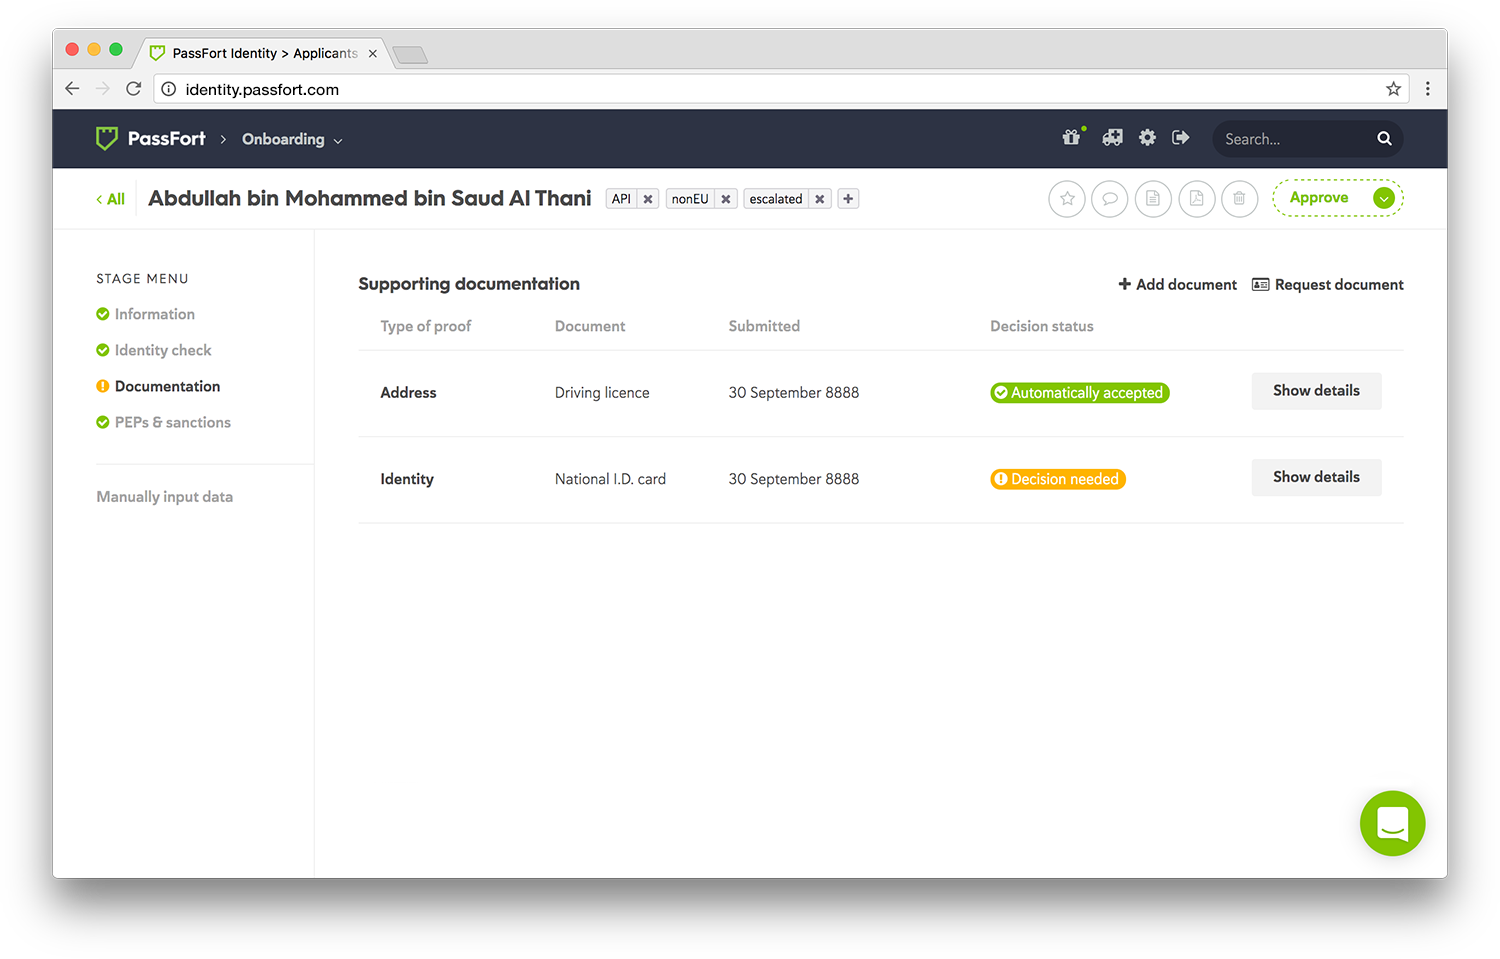 PassFort Identity > Applicants
identity.passfort.com
PassFort > Onboarding
Search...
< All
Abdullah bin Mohammed bin Saud Al Thani
API
nonEU
escalated
Approve
STAGE MENU
Information
Identity check
Documentation
PEPs & sanctions
Manually input data
Supporting documentation
Add document
Request document
Type of proof Document Submitted Decision status
Address Driving licence 30 September 8888 Automatically accepted Show details
Identity National I.D. card 30 September 8888 Decision needed Show details